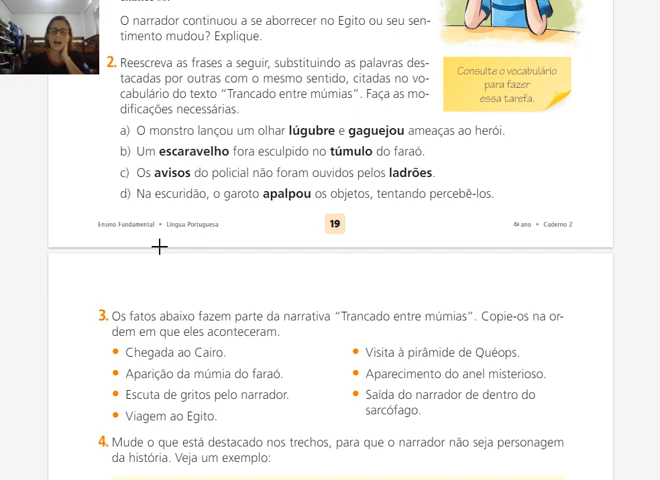 O narrador continuou a se aborrecer no Egito ou seu sen-
timento mudou? Explique.
2. Reescreva as frases a seguir, substituindo as palavras des-
tacadas por outras com o mesmo sentido, citadas no vo-
cabulário do texto “Trancado entre múmias”. Faça as mo-
dificações necessárias.
Consulte o vocabulário
para fazer
essa tarefa.
a) O monstro lançou um olhar lúgubre e gaguejou ameaças ao herói.
b) Um escaravelho fora esculpido no túmulo do faraó.
c) Os avisos do policial não foram ouvidos pelos ladrões.
d) Na escuridão, o garoto apalpou os objetos, tentando percebê-los.
Ensino Fundamental • Língua Portuguesa 19 4º ano • Caderno 2
3. Os fatos abaixo fazem parte da narrativa “Trancado entre múmias”. Copie-os na or-
dem em que eles aconteceram.
• Chegada ao Cairo.
• Aparição da múmia do faraó.
• Escuta de gritos pelo narrador.
• Viagem ao Egito.
• Visita à pirâmide de Quéops.
• Aparecimento do anel misterioso.
• Saída do narrador de dentro do
sarcófago.
4. Mude o que está destacado nos trechos, para que o narrador não seja personagem
da história. Veja um exemplo: